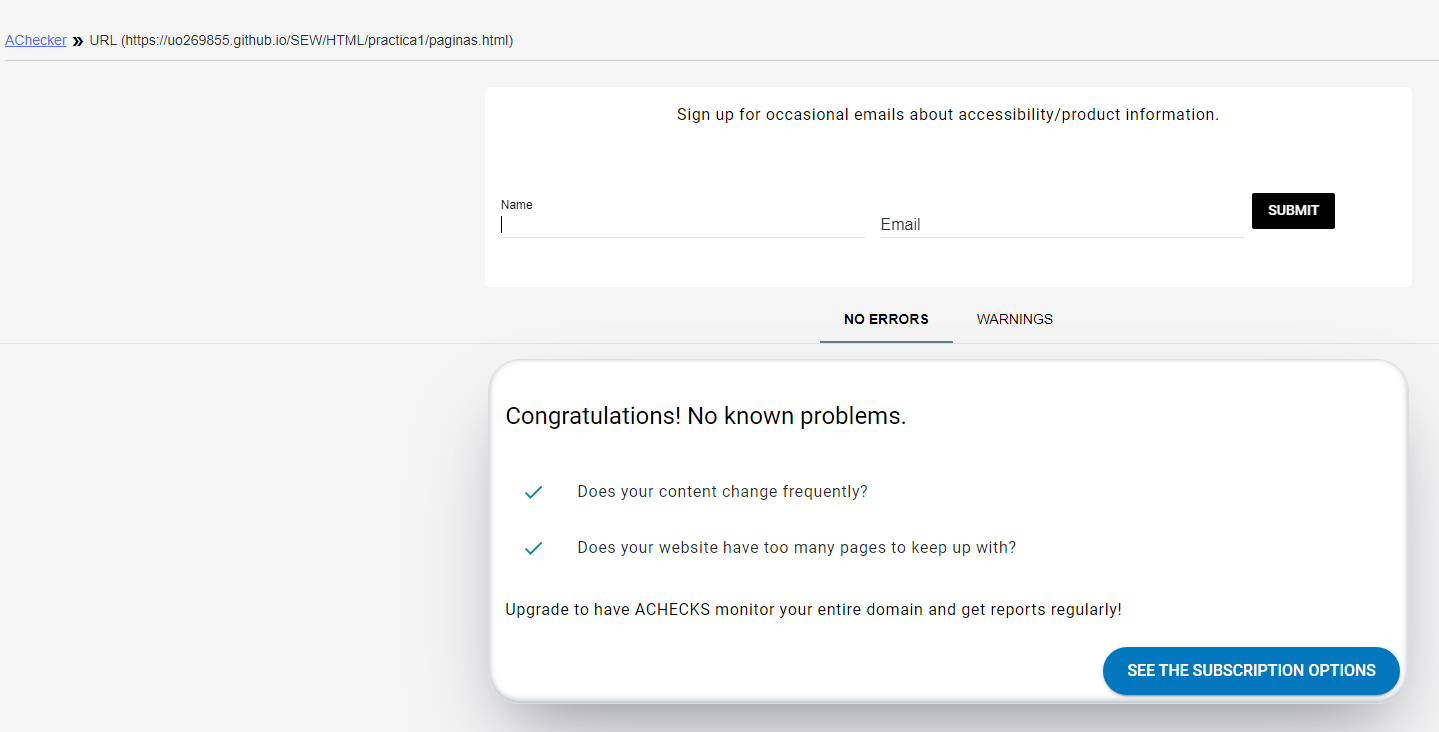 AChecker » URL (https://uo269855.github.io/SEW/HTML/practica1/paginas.html)
Sign up for occasional emails about accessibility/product information.
Name
Email
SUBMIT
NO ERRORS WARNINGS
Congratulations! No known problems.
Does your content change frequently?
Does your website have too many pages to keep up with?
Upgrade to have ACHECKS monitor your entire domain and get reports regularly!
SEE THE SUBSCRIPTION OPTIONS